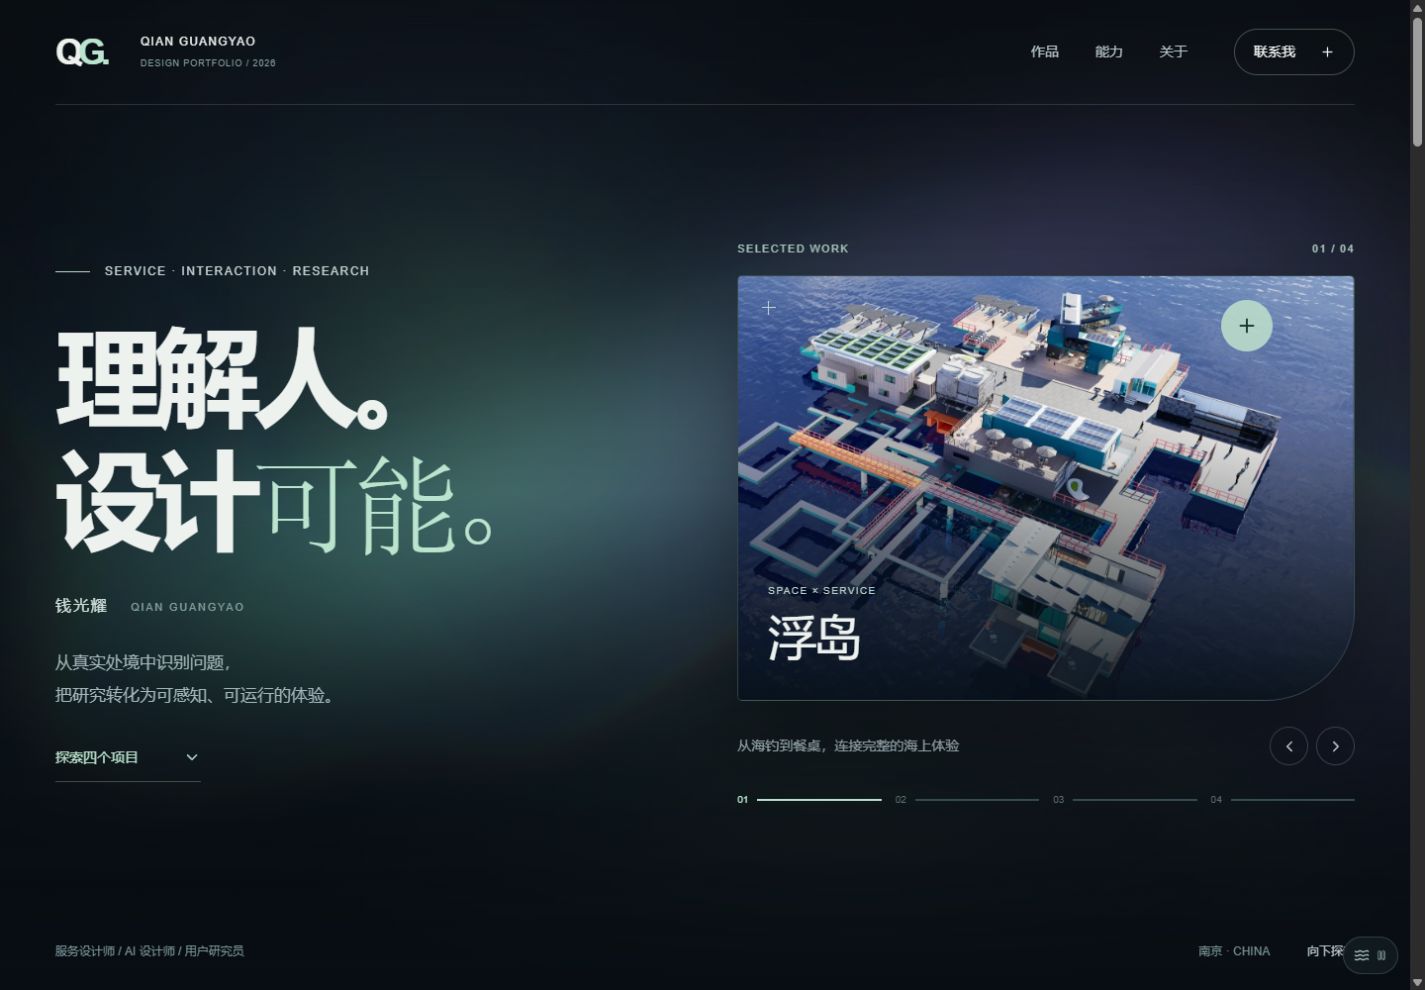 QG.
QIAN GUANGYAO
DESIGN PORTFOLIO / 2026
作品
能力
关于
联系我
SERVICE · INTERACTION · RESEARCH
理解人。
设计可能。
钱光耀 QIAN GUANGYAO
从真实处境中识别问题，
把研究转化为可感知、可运行的体验。
探索四个项目
SELECTED WORK
01 / 04
SPACE × SERVICE
浮岛
从海钓到餐桌，连接完整的海上体验
01
02
03
04
服务设计师 / AI 设计师 / 用户研究员
南京 · CHINA
向下探